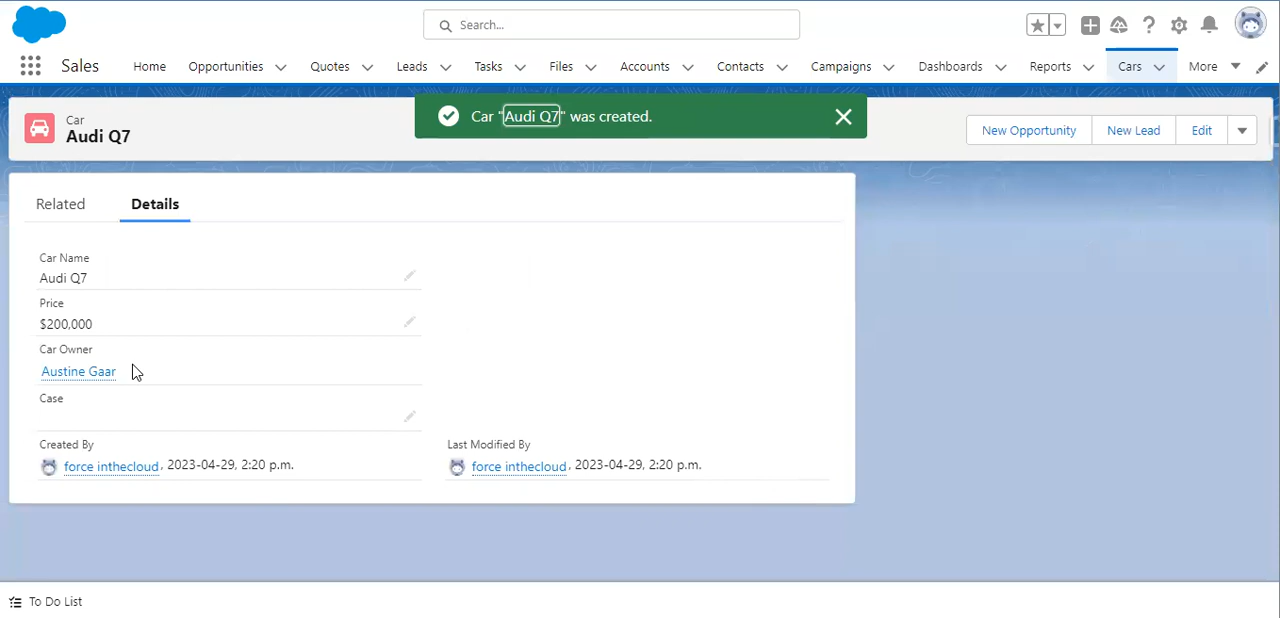 Search...
Sales
Home
Opportunities
Quotes
Leads
Tasks
Files
Accounts
Contacts
Campaigns
Dashboards
Reports
Cars
More
Car "Audi Q7" was created.
Car
Audi Q7
New Opportunity
New Lead
Edit
Related
Details
Car Name
Audi Q7
Price
$200,000
Car Owner
Austine Gaar
Case
Created By
force inthecloud, 2023-04-29, 2:20 p.m.
Last Modified By
force inthecloud, 2023-04-29, 2:20 p.m.
To Do List